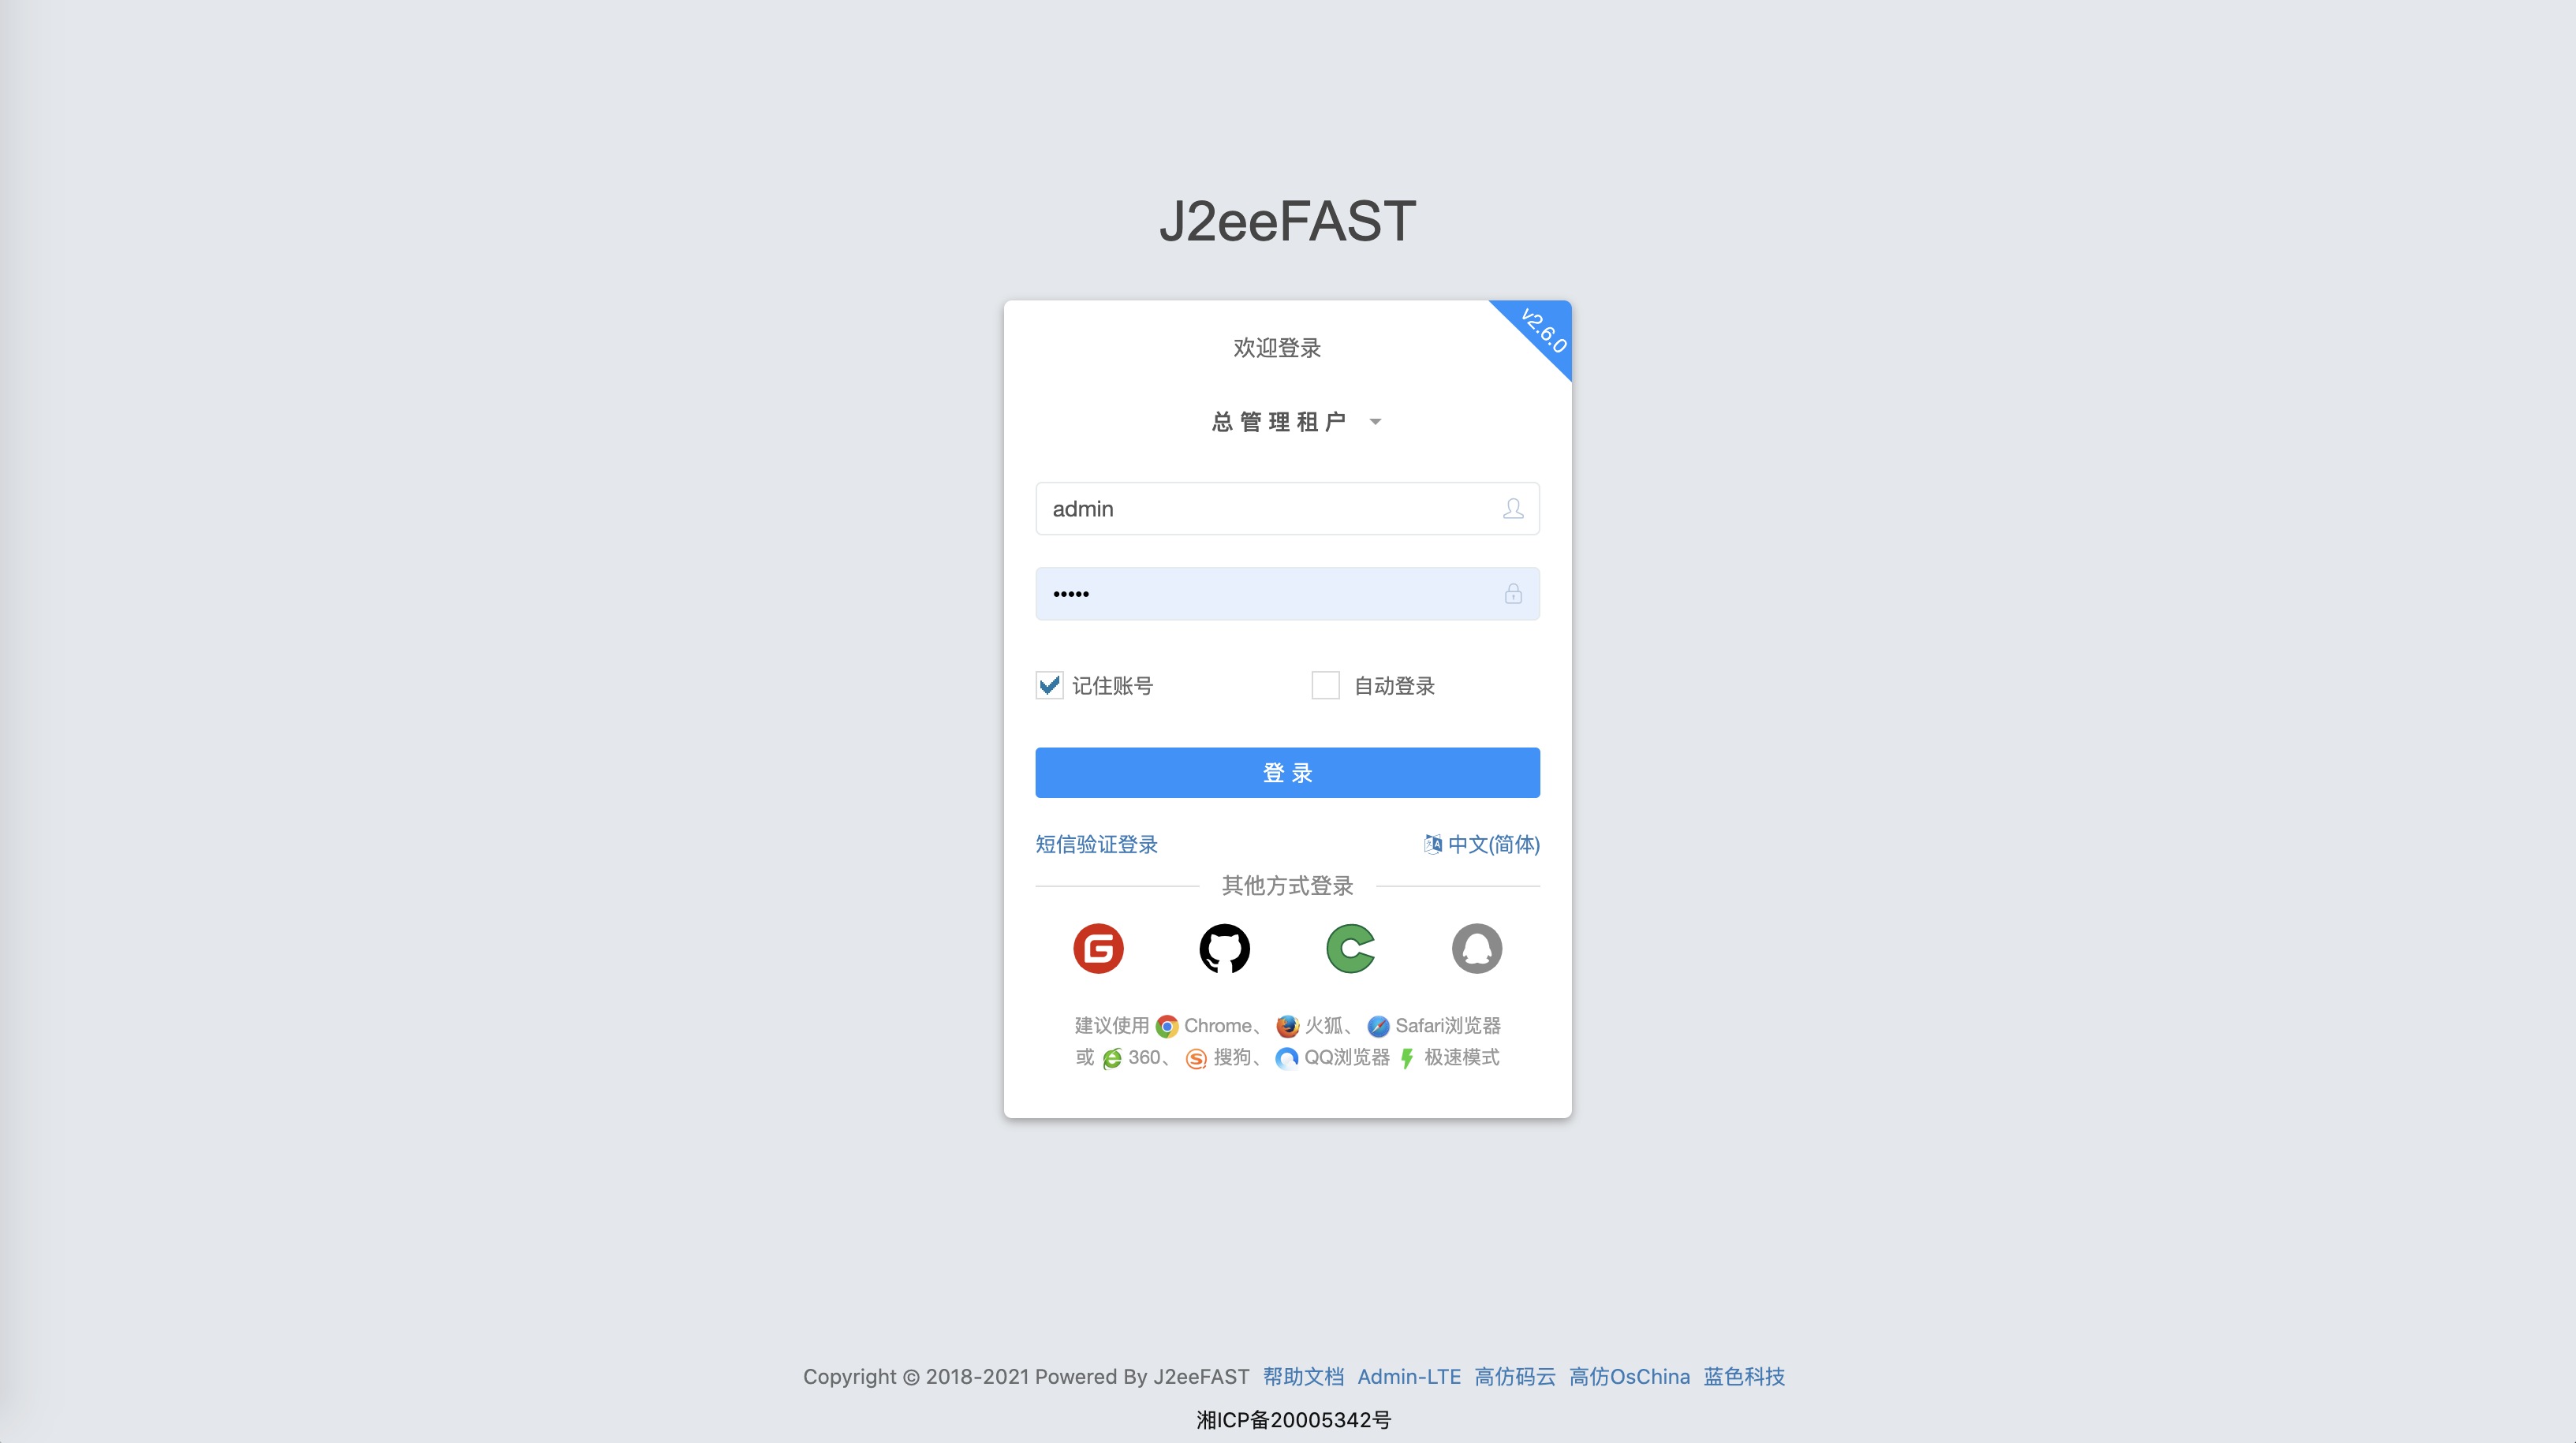 J2eeFAST
v2.6.0
欢迎登录
总管理租户
admin
•••••
记住账号 自动登录
登 录
短信验证登录 中文(简体)
其他方式登录
建议使用 Chrome、 火狐、 Safari浏览器
或 360、 搜狗、 QQ浏览器 极速模式
Copyright © 2018-2021 Powered By J2eeFAST 帮助文档 Admin-LTE 高仿码云 高仿OsChina 蓝色科技
湘ICP备20005342号